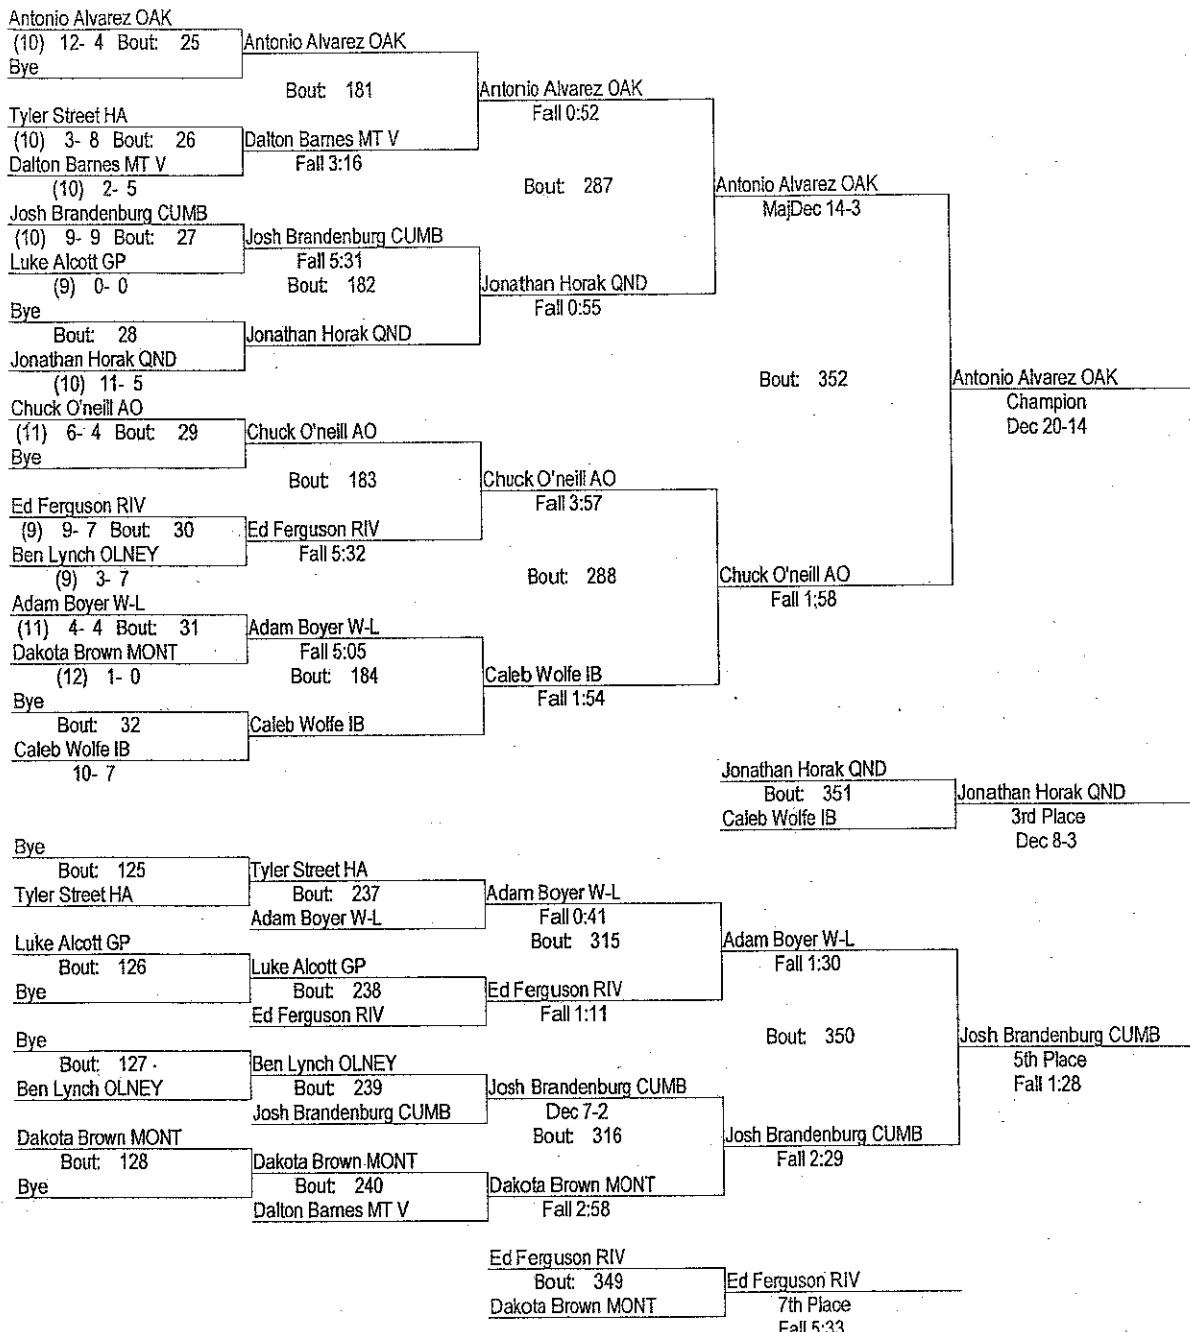 Antonio Alvarez OAK
(10) 12- 4 Bout: 25
Bye
Antonio Alvarez OAK
Bout: 181
Tyler Street HA
(10) 3- 8 Bout: 26
Dalton Barnes MT V
(10) 2- 5
Dalton Barnes MT V
Fall 3:16
Antonio Alvarez OAK
Fall 0:52
Bout: 287
Josh Brandenburg CUMB
(10) 9- 9 Bout: 27
Luke Alcott GP
(9) 0- 0
Josh Brandenburg CUMB
Fall 5:31
Bout: 182
Bye
Bout: 28
Jonathan Horak QND
(10) 11- 5
Jonathan Horak QND
Jonathan Horak QND
Fall 0:55
Antonio Alvarez OAK
MajDec 14-3
Bout: 352
Chuck O'neill AO
(11) 6- 4 Bout: 29
Bye
Chuck O'neill AO
Bout: 183
Ed Ferguson RIV
(9) 9- 7 Bout: 30
Ben Lynch OLNEY
(9) 3- 7
Ed Ferguson RIV
Fall 5:32
Chuck O'neill AO
Fall 3:57
Bout: 288
Adam Boyer W-L
(11) 4- 4 Bout: 31
Dakota Brown MONT
(12) 1- 0
Adam Boyer W-L
Fall 5:05
Bout: 184
Bye
Bout: 32
Caleb Wolfe IB
10- 7
Caleb Wolfe IB
Caleb Wolfe IB
Fall 1:54
Chuck O'neill AO
Fall 1;58
Antonio Alvarez OAK
Champion
Dec 20-14
Jonathan Horak QND
Bout: 351
Caleb Wolfe IB
Jonathan Horak QND
3rd Place
Dec 8-3
Bye
Bout: 125
Tyler Street HA
Tyler Street HA
Bout: 237
Adam Boyer W-L
Adam Boyer W-L
Fall 0:41
Bout: 315
Luke Alcott GP
Bout: 126
Bye
Luke Alcott GP
Bout: 238
Ed Ferguson RIV
Ed Ferguson RIV
Fall 1:11
Adam Boyer W-L
Fall 1:30
Bout: 350
Bye
Bout: 127
Ben Lynch OLNEY
Ben Lynch OLNEY
Bout: 239
Josh Brandenburg CUMB
Josh Brandenburg CUMB
Dec 7-2
Bout: 316
Dakota Brown MONT
Bout: 128
Bye
Dakota Brown MONT
Bout: 240
Dalton Barnes MT V
Dakota Brown MONT
Fall 2:58
Josh Brandenburg CUMB
Fall 2:29
Josh Brandenburg CUMB
5th Place
Fall 1:28
Ed Ferguson RIV
Bout: 349
Dakota Brown MONT
Ed Ferguson RIV
7th Place
Fall 5:33